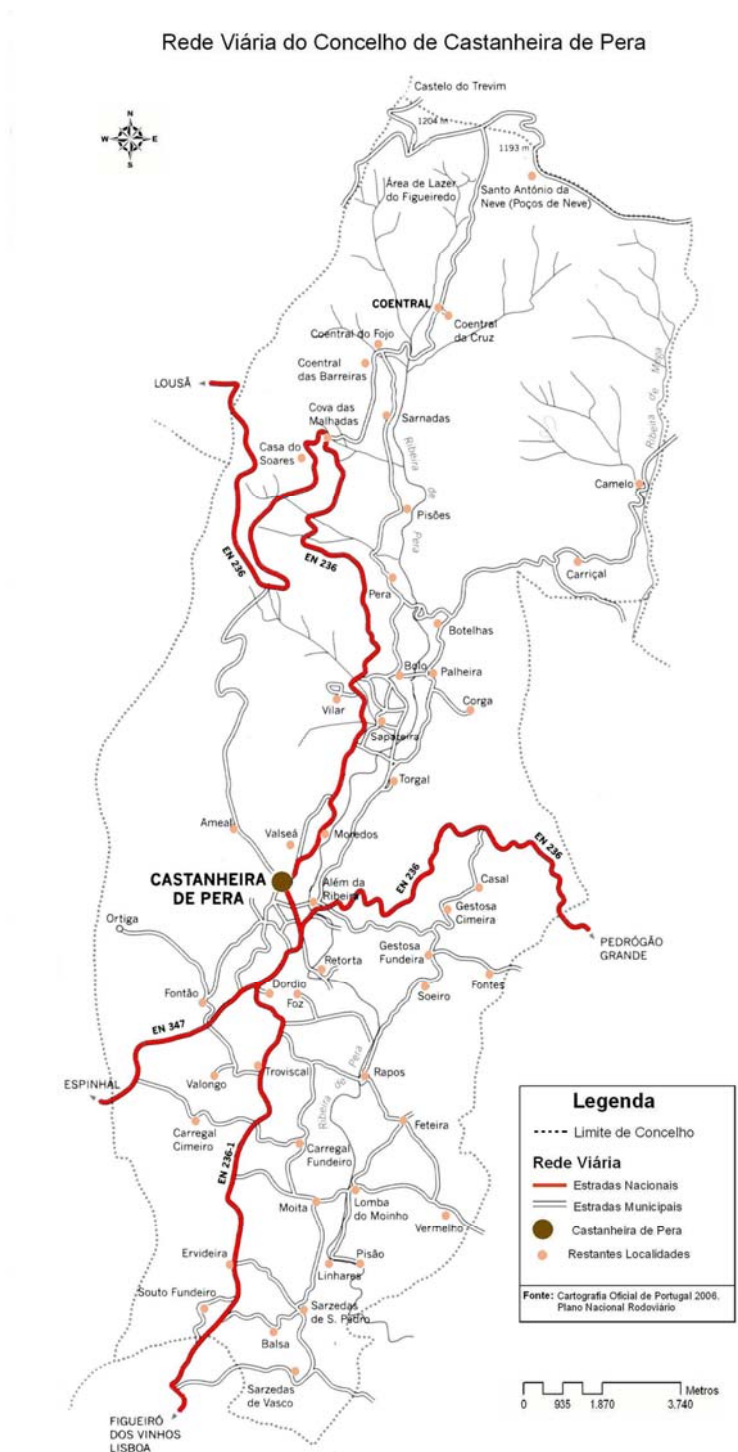 Rede Viária do Concelho de Castanheira de Pera
N
W
E
S
Castelo do Trevim
1204 m
1193 m
Área de Lazer
do Figueiredo
Santo António da
Neve (Poços de Neve)
COENTRAL
Coentral
da Cruz
Coentral do Fojo
Coentral
das Barreiras
LOUSÃ
Cova das
Malhadas
Sarnadas
Casa do
Soares
Ribeira de Pera
Ribeira de Mega
Camelo
Pisões
EN 236
EN 236
Pera
Carriçal
Botelhas
Bolo
Palheira
Vilar
Corga
Sapateira
Torgal
Ameal
Valseã
Moredos
EN 236
EN 236
CASTANHEIRA
DE PERA
Além da
Ribeira
Casal
Gestosa
Cimeira
Ortiga
PEDRÓGÃO
GRANDE
Gestosa
Fundeira
Retorta
Fontes
Soeiro
Dordio
Foz
Fontão
EN 347
ESPINHAL
Valongo
Troviscal
Ribeira de Pera
Rapos
Carregal
Cimeiro
Feteira
EN 236-1
Carregal
Fundeiro
Moita
Lomba
do Moinho
Vermelho
Ervideira
Linhares
Pisão
Souto Fundeiro
Sarzedas
de S. Pedro
Balsa
Sarzedas
de Vasco
FIGUEIRÓ
DOS VINHOS
LISBOA
Legenda
Limite de Concelho
Rede Viária
Estradas Nacionais
Estradas Municipais
Castanheira de Pera
Restantes Localidades
Fonte: Cartografia Oficial de Portugal 2006.
Plano Nacional Rodoviário
Metros
0 935 1.870 3.740